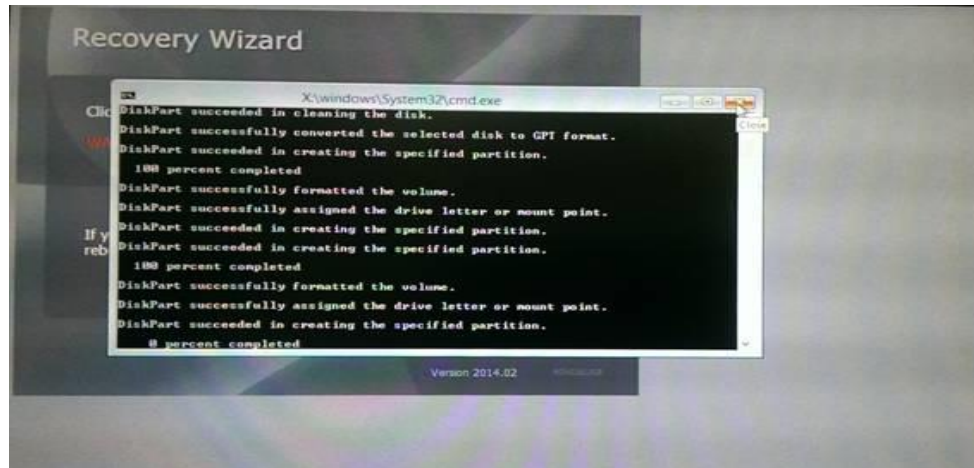 Recovery Wizard
X:\windows\System32\cmd.exe
Clic
DiskPart succeeded in cleaning the disk.
Close
DiskPart successfully converted the selected disk to GPT format.
WA
DiskPart succeeded in creating the specified partition.
100 percent completed
DiskPart successfully formatted the volume.
DiskPart successfully assigned the drive letter or mount point.
If y
DiskPart succeeded in creating the specified partition.
reb
DiskPart succeeded in creating the specified partition.
100 percent completed
DiskPart successfully formatted the volume.
DiskPart successfully assigned the drive letter or mount point.
DiskPart succeeded in creating the specified partition.
0 percent completed
Version 2014.02